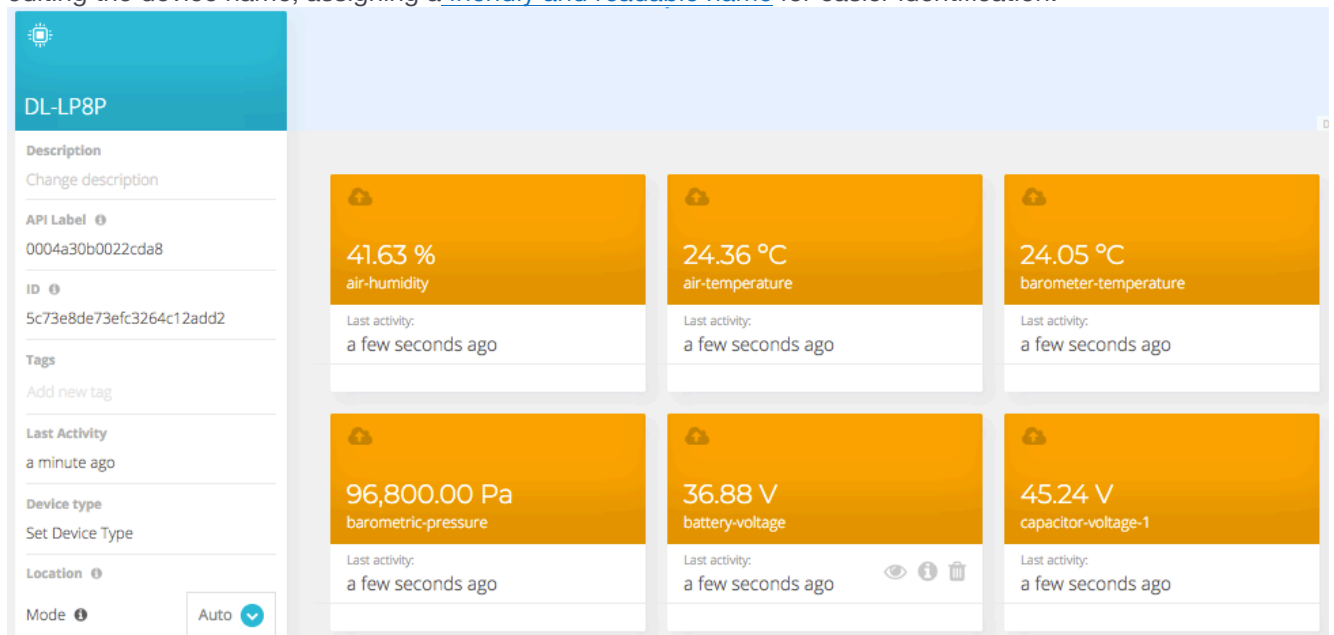 DL-LP8P
Description
Change description
API Label
0004a30b0022cda8
ID
5c73e8de73efc3264c12add2
Tags
Add new tag
Last Activity
a minute ago
Device type
Set Device Type
Location
Mode Auto
41.63 %
air-humidity
Last activity:
a few seconds ago
24.36 °C
air-temperature
Last activity:
a few seconds ago
24.05 °C
barometer-temperature
Last activity:
a few seconds ago
96,800.00 Pa
barometric-pressure
Last activity:
a few seconds ago
36.88 V
battery-voltage
Last activity:
a few seconds ago
45.24 V
capacitor-voltage-1
Last activity:
a few seconds ago